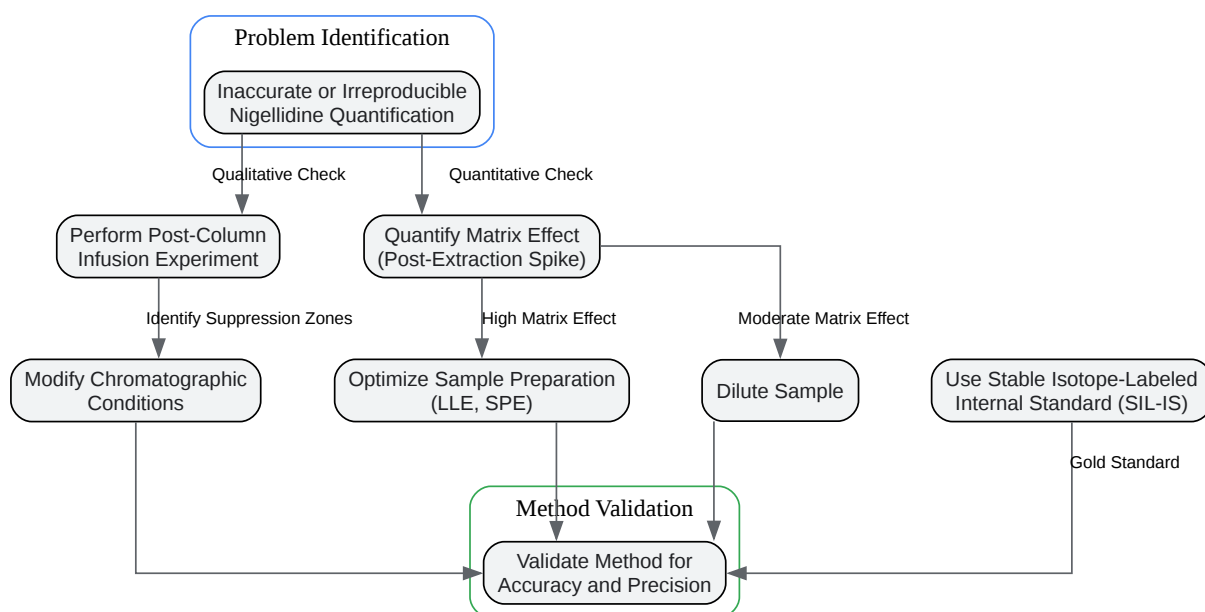 Problem Identification
Inaccurate or Irreproducible
Nigellidine Quantification
Qualitative Check
Quantitative Check
Perform Post-Column
Infusion Experiment
Quantify Matrix Effect
(Post-Extraction Spike)
Identify Suppression Zones
High Matrix Effect
Moderate Matrix Effect
Modify Chromatographic
Conditions
Optimize Sample Preparation
(LLE, SPE)
Dilute Sample
Use Stable Isotope-Labeled
Internal Standard (SIL-IS)
Gold Standard
Method Validation
Validate Method for
Accuracy and Precision